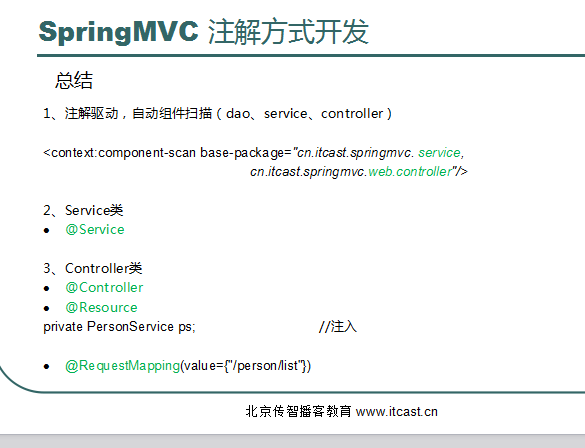 SpringMVC 注解方式开发
总结
1、注解驱动，自动组件扫描（dao、service、controller）
<context:component-scan base-package="cn.itcast.springmvc. service,
cn.itcast.springmvc.web.controller"/>
2、Service类
● @Service
3、Controller类
● @Controller
● @Resource
private PersonService ps; //注入
● @RequestMapping(value={"/person/list"})
北京传智播客教育 www.itcast.cn